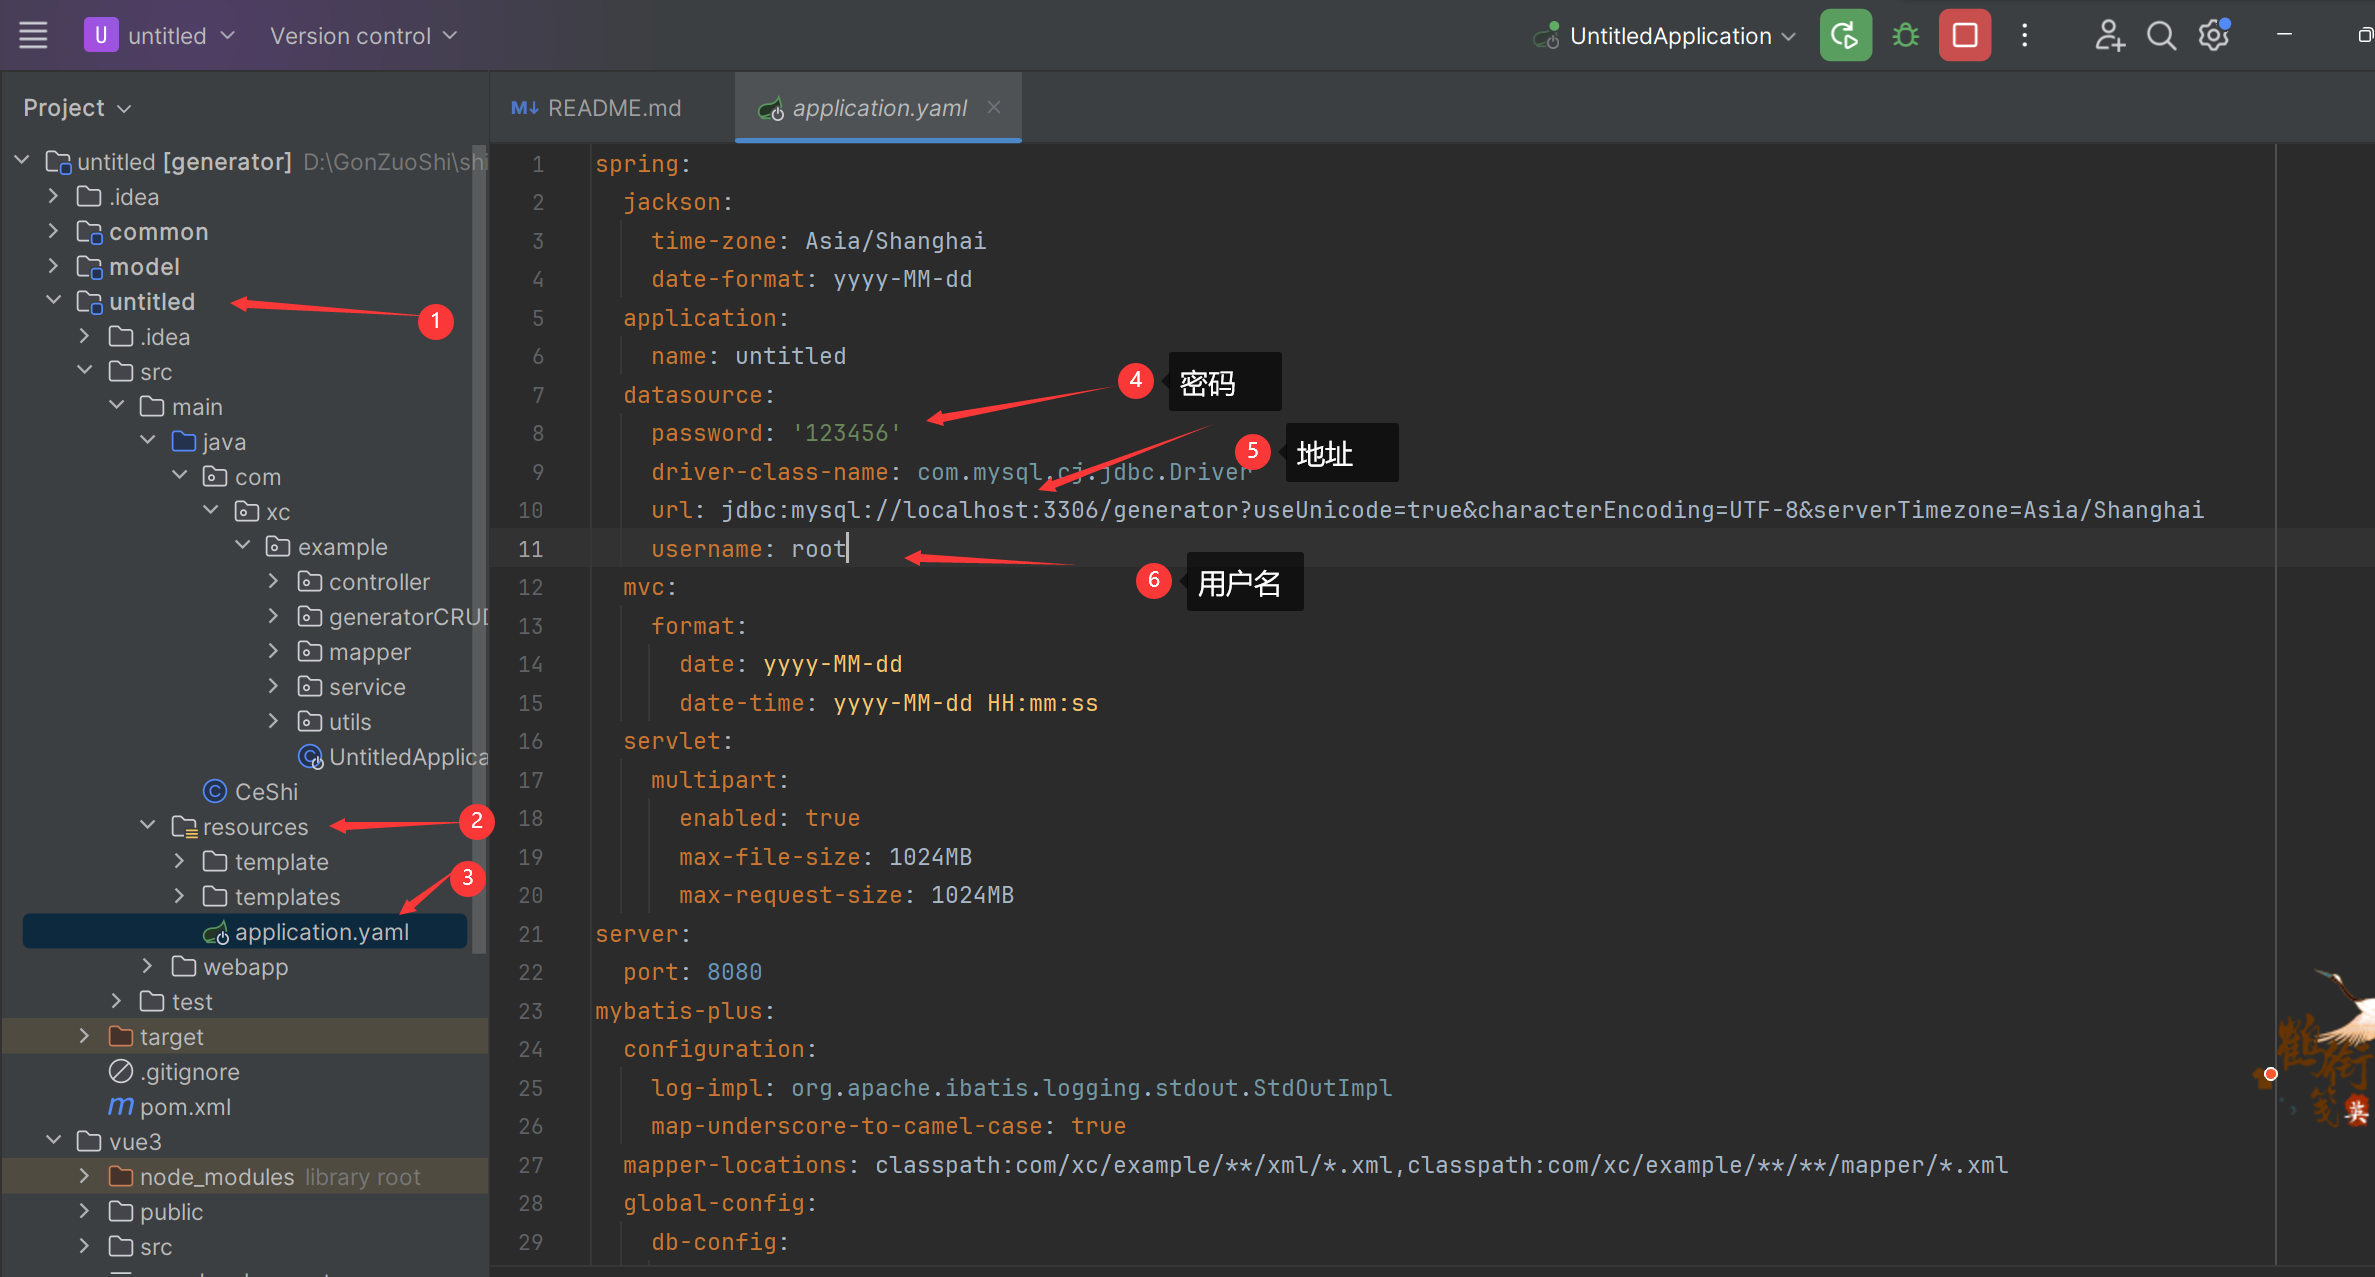 U untitled Version control
UntitledApplication
Project
README.md
application.yaml
untitled [generator] D:\GonZuoShi\shi
.idea
common
model
untitled
1
.idea
src
main
java
com
xc
example
controller
generatorCRUD
mapper
service
utils
UntitledApplica
CeShi
resources
2
template
3
templates
application.yaml
webapp
test
target
.gitignore
pom.xml
vue3
node_modules library root
public
src
1 spring:
2 jackson:
3 time-zone: Asia/Shanghai
4 date-format: yyyy-MM-dd
5 application:
6 name: untitled
7 datasource:
4 密码
8 password: '123456'
5 地址
9 driver-class-name: com.mysql.cj.jdbc.Driver
10 url: jdbc:mysql://localhost:3306/generator?useUnicode=true&characterEncoding=UTF-8&serverTimezone=Asia/Shanghai
11 username: root
6 用户名
12 mvc:
13 format:
14 date: yyyy-MM-dd
15 date-time: yyyy-MM-dd HH:mm:ss
16 servlet:
17 multipart:
18 enabled: true
19 max-file-size: 1024MB
20 max-request-size: 1024MB
21 server:
22 port: 8080
23 mybatis-plus:
24 configuration:
25 log-impl: org.apache.ibatis.logging.stdout.StdOutImpl
26 map-underscore-to-camel-case: true
27 mapper-locations: classpath:com/xc/example/**/xml/*.xml,classpath:com/xc/example/**/**/mapper/*.xml
28 global-config:
29 db-config: